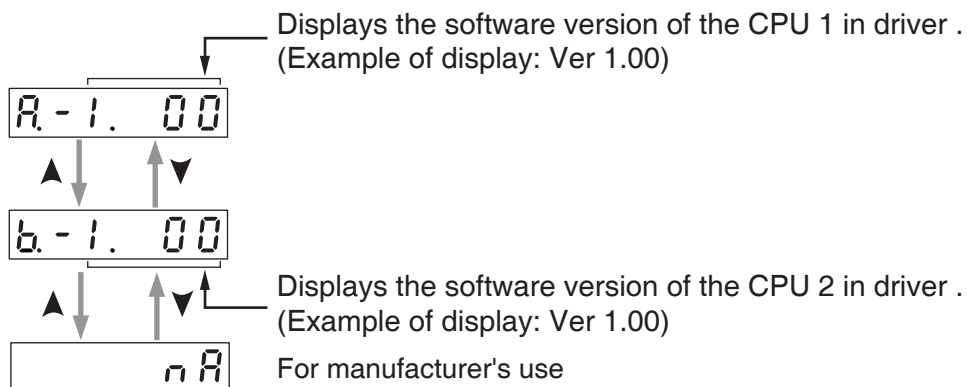 Displays the software version of the CPU 1 in driver .
(Example of display: Ver 1.00)
A.-1. 00
b.-1. 00
Displays the software version of the CPU 2 in driver .
(Example of display: Ver 1.00)
nA
For manufacturer's use